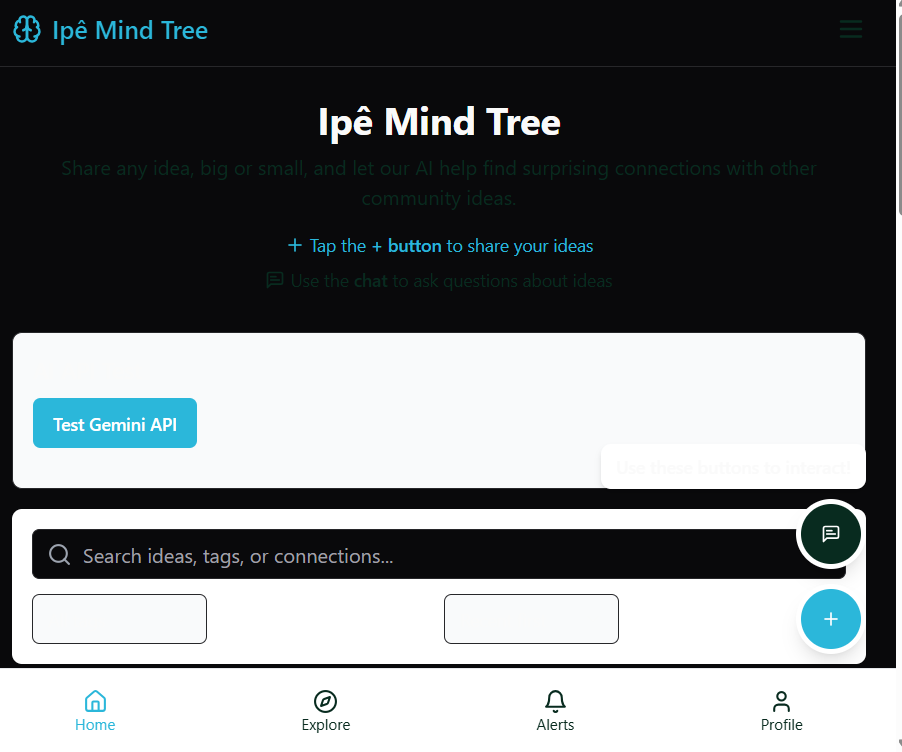 Ipê Mind Tree
Ipê Mind Tree
Share any idea, big or small, and let our AI help find surprising connections with other
community ideas.
+ Tap the + button to share your ideas
Use the chat to ask questions about ideas
Test Gemini API
Use these buttons to interact!
Search ideas, tags, or connections...
Home
Explore
Alerts
Profile